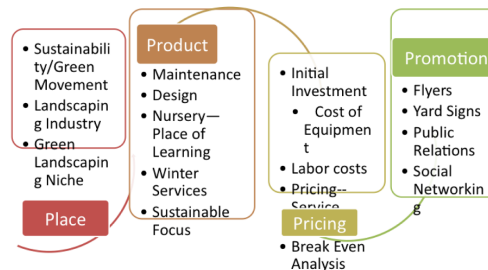 • Sustainabili
ty/Green
Movement
• Landscapin
g Industry
• Green
Landscapin
g Niche
Place
Product
• Maintenance
• Design
• Nursery—
Place of
Learning
• Winter
Services
• Sustainable
Focus
• Initial
Investment
• Cost of
Equipmen
t
• Labor costs
• Pricing--
Service
Pricing
• Break Even
Analysis
Promotion
• Flyers
• Yard Signs
• Public
Relations
• Social
Networkin
g